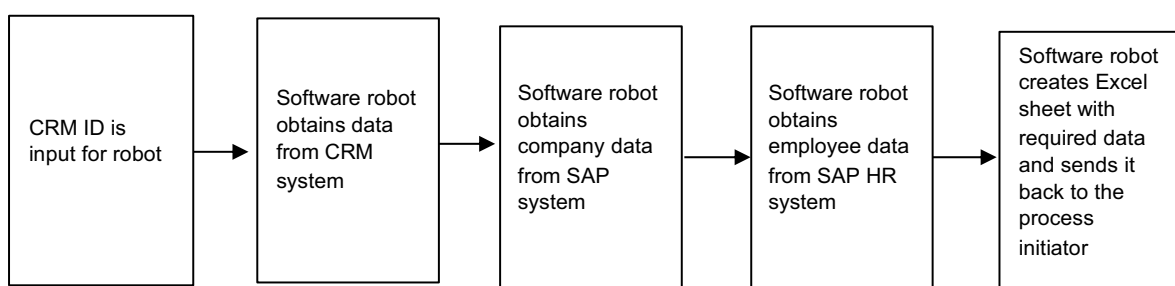 CRM ID is
input for robot
Software robot
obtains data
from CRM
system
Software robot
obtains
company data
from SAP
system
Software robot
obtains
employee data
from SAP HR
system
Software robot
creates Excel
sheet with
required data
and sends it
back to the
process
initiator